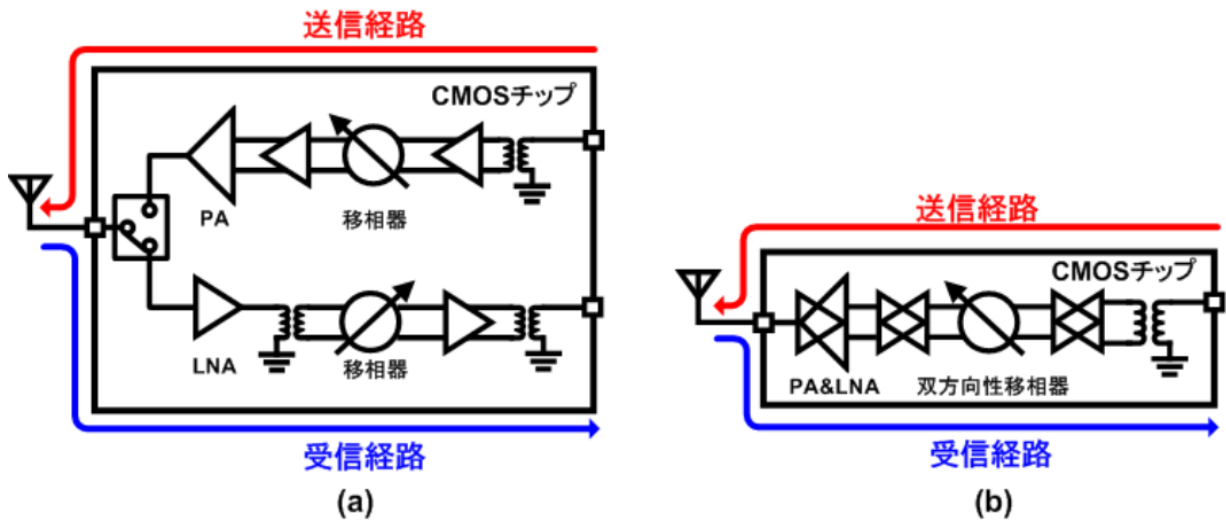 送信経路
CMOSチップ
PA
移相器
LNA
移相器
受信経路
(a)
送信経路
CMOSチップ
PA&LNA
双方向性移相器
受信経路
(b)